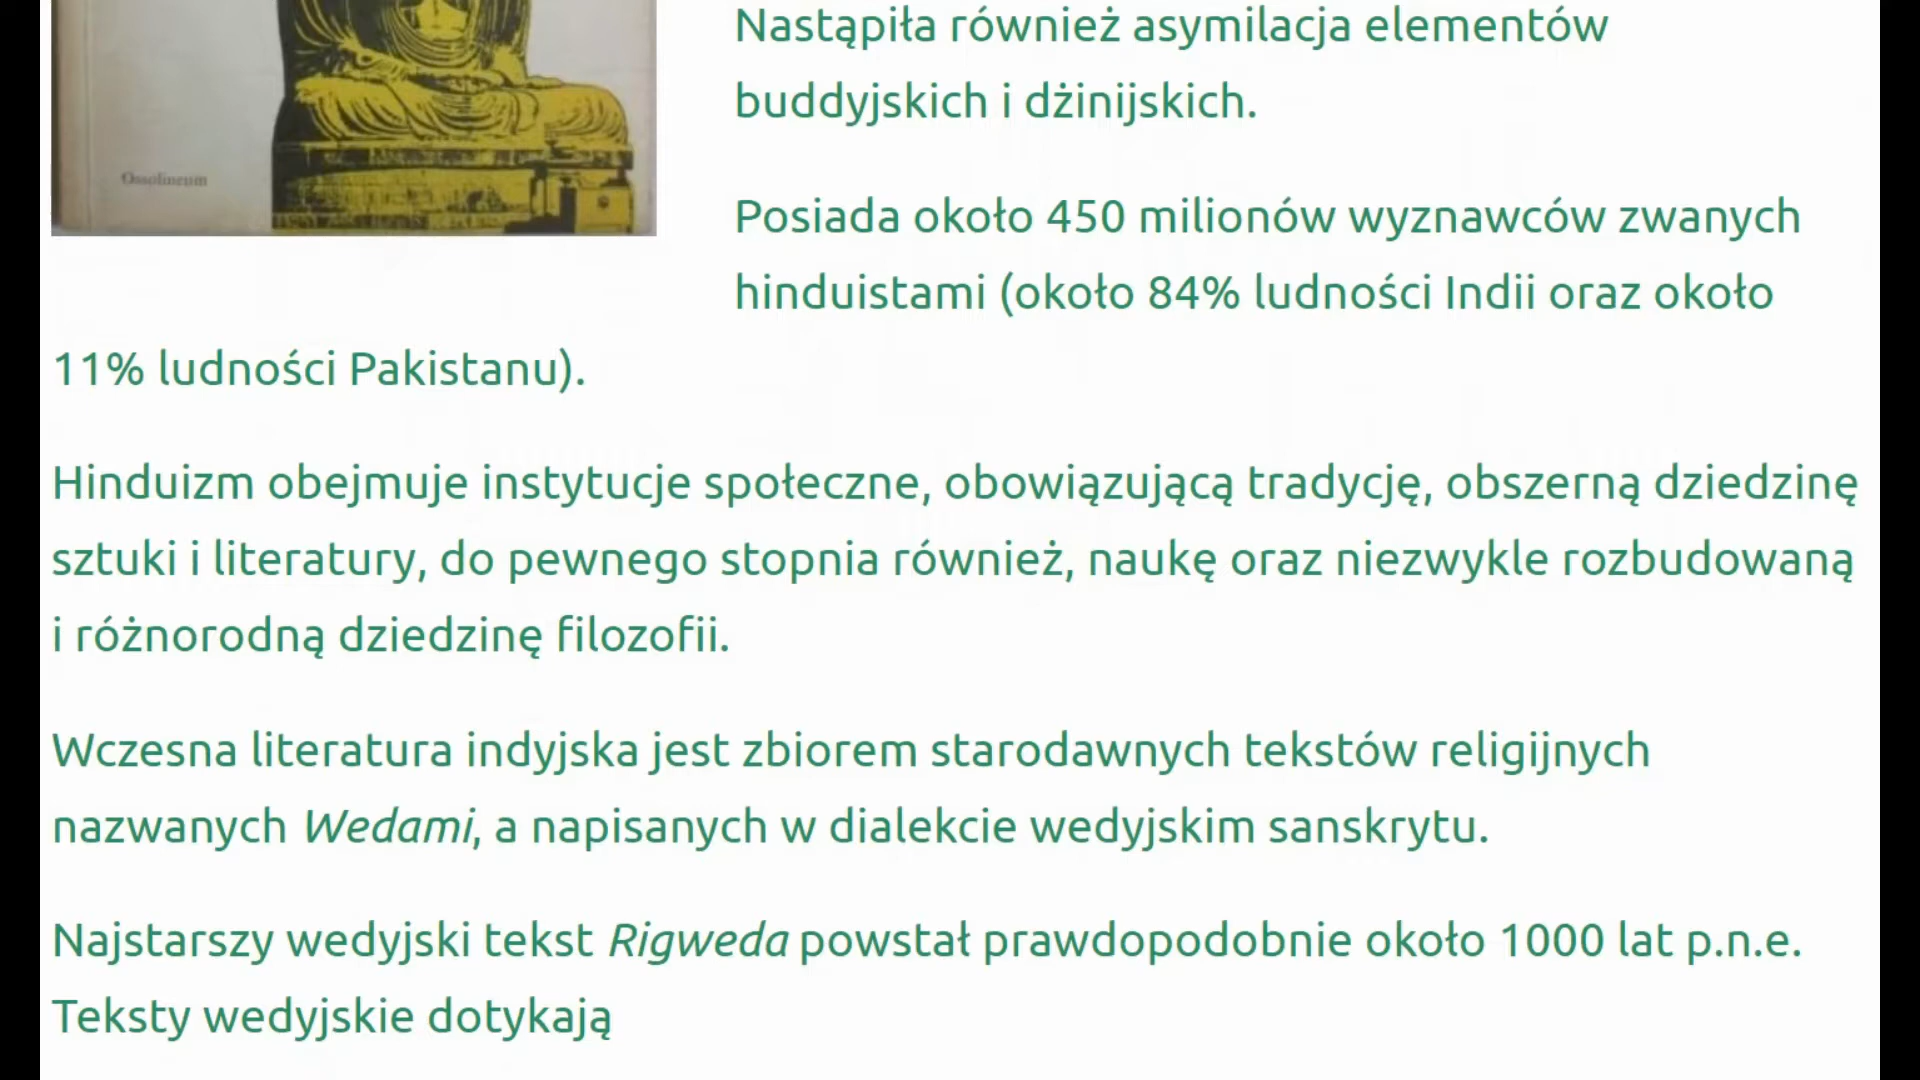 Nastąpiła również asymilacja elementów
buddyjskich i dżinijskich.
Ossolineum
Posiada około 450 milionów wyznawców zwanych
hinduistami (około 84% ludności Indii oraz około
11% ludności Pakistanu).
Hinduizm obejmuje instytucje społeczne, obowiązującą tradycję, obszerną dziedzinę
sztuki i literatury, do pewnego stopnia również, naukę oraz niezwykle rozbudowaną
i różnorodną dziedzinę filozofii.
Wczesna literatura indyjska jest zbiorem starodawnych tekstów religijnych
nazwanych Wedami, a napisanych w dialekcie wedyjskim sanskrytu.
Najstarszy wedyjski tekst Rigweda powstał prawdopodobnie około 1000 lat p.n.e.
Teksty wedyjskie dotykają